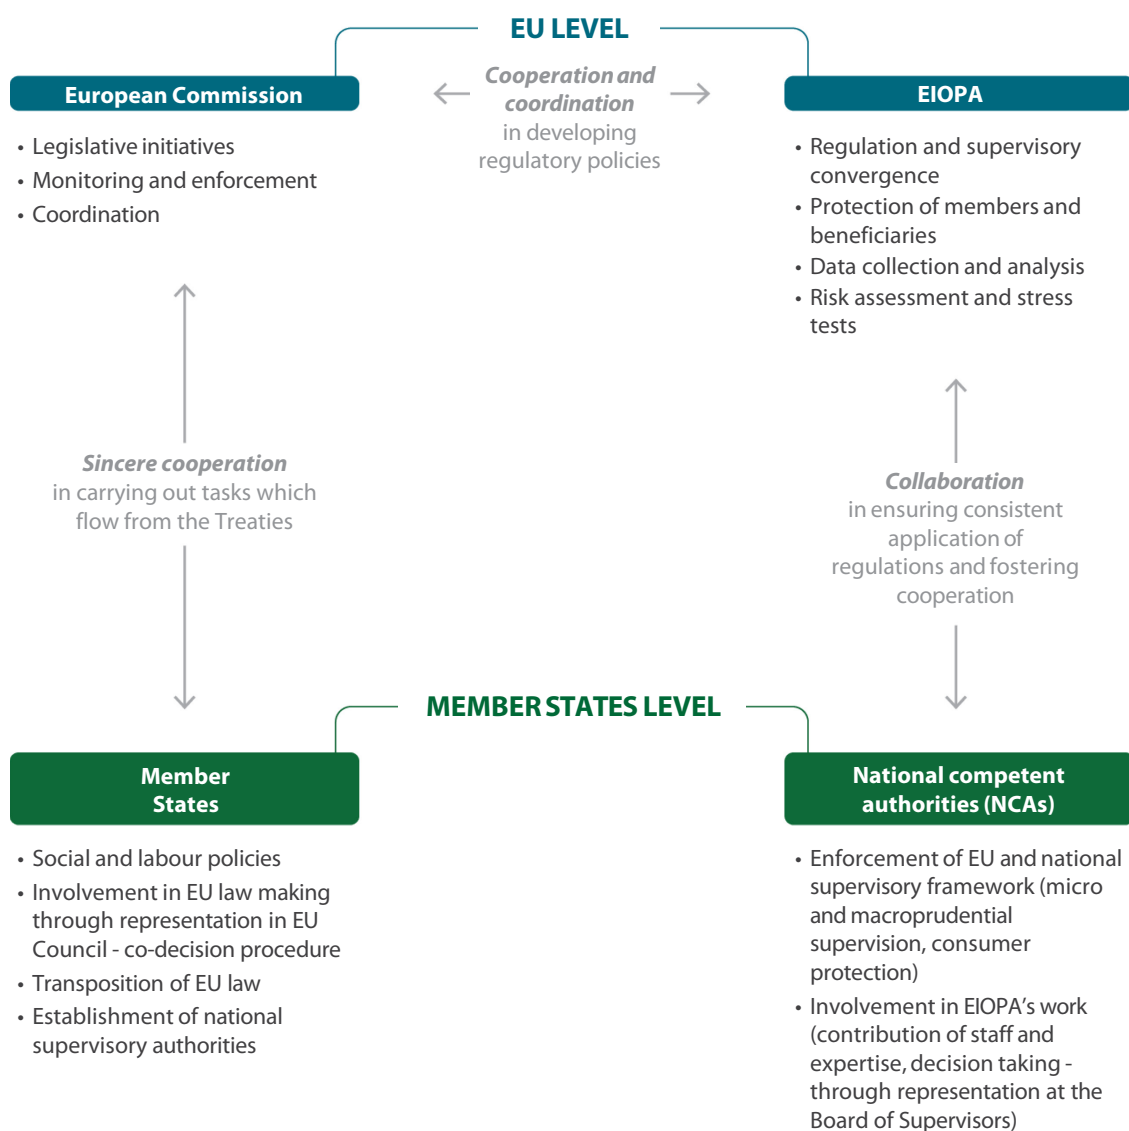 EU LEVEL
European Commission
Cooperation and
coordination
in developing
regulatory policies
EIOPA
• Legislative initiatives
• Monitoring and enforcement
• Coordination
• Regulation and supervisory
convergence
• Protection of members and
beneficiaries
• Data collection and analysis
• Risk assessment and stress
tests
Sincere cooperation
in carrying out tasks which
flow from the Treaties
Collaboration
in ensuring consistent
application of
regulations and fostering
cooperation
MEMBER STATES LEVEL
Member
States
National competent
authorities (NCAs)
• Social and labour policies
• Involvement in EU law making
through representation in EU
Council - co-decision procedure
• Transposition of EU law
• Establishment of national
supervisory authorities
• Enforcement of EU and national
supervisory framework (micro
and macroprudential
supervision, consumer
protection)
• Involvement in EIOPA’s work
(contribution of staff and
expertise, decision taking -
through representation at the
Board of Supervisors)